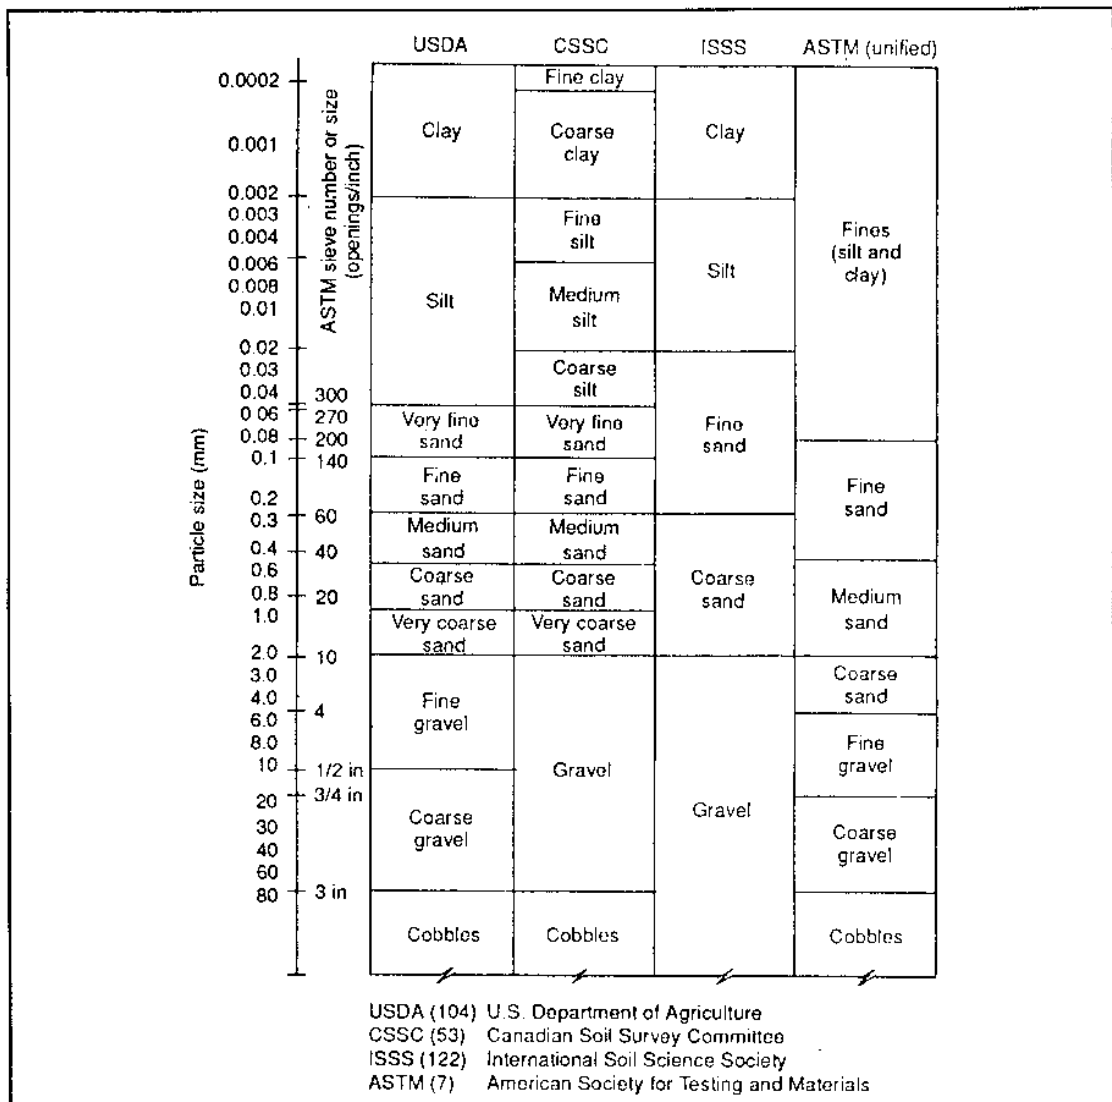 USDA
CSSC
ISSS
ASTM (unified)
Particle size (mm)
0.0002
0.001
0.002
0.003
0.004
0.006
0.008
0.01
0.02
0.03
0.04
0.06
0.08
0.1
0.2
0.3
0.4
0.6
0.8
1.0
2.0
3.0
4.0
6.0
8.0
10
20
30
40
60
80
ASTM sieve number or size
(openings/inch)
300
270
200
140
60
40
20
10
4
1/2 in
3/4 in
3 in
Clay
Silt
Very fine
sand
Fine
sand
Medium
sand
Coarse
sand
Very coarse
sand
Fine
gravel
Coarse
gravel
Cobbles
Fine clay
Coarse
clay
Fine
silt
Medium
silt
Coarse
silt
Very fine
sand
Fine
sand
Medium
sand
Coarse
sand
Very coarse
sand
Gravel
Cobbles
Clay
Silt
Fine
sand
Coarse
sand
Gravel
Fines
(silt and
clay)
Fine
sand
Medium
sand
Coarse
sand
Fine
gravel
Coarse
gravel
Cobbles
USDA (104) U.S. Department of Agriculture
CSSC (53) Canadian Soil Survey Committee
ISSS (122) International Soil Science Society
ASTM (7) American Society for Testing and Materials